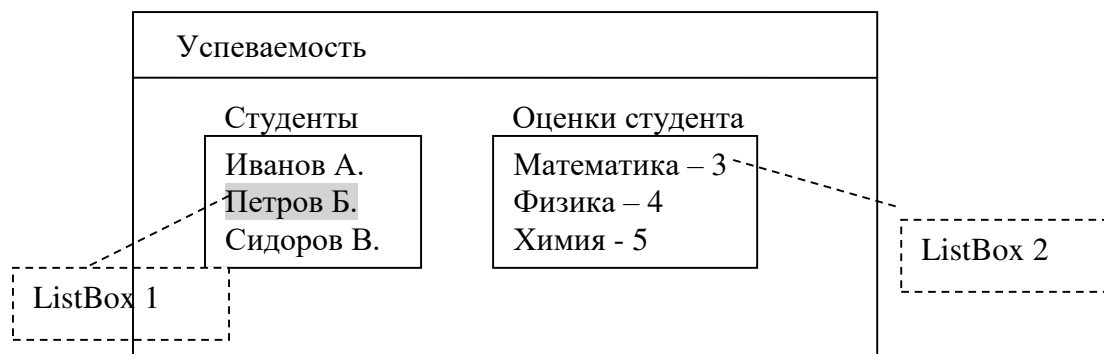 Успеваемость
Студенты
Оценки студента
Иванов А.
Петров Б.
Сидоров В.
Математика – 3
Физика – 4
Химия - 5
ListBox 1
ListBox 2